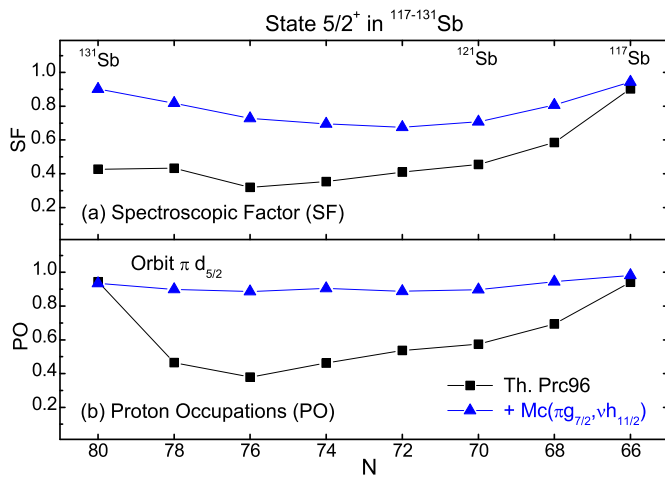 State 5/2⁺ in ¹¹⁷⁻¹³¹Sb
¹³¹Sb
¹²¹Sb
¹¹⁷Sb
1.0
0.8
0.6
0.4
0.2
SF
(a) Spectroscopic Factor (SF)
Orbit π d5/2
1.0
0.8
0.6
0.4
0.2
PO
Th. Prc96
+ Mc(πg7/2,νh11/2)
(b) Proton Occupations (PO)
80 78 76 74 72 70 68 66
N